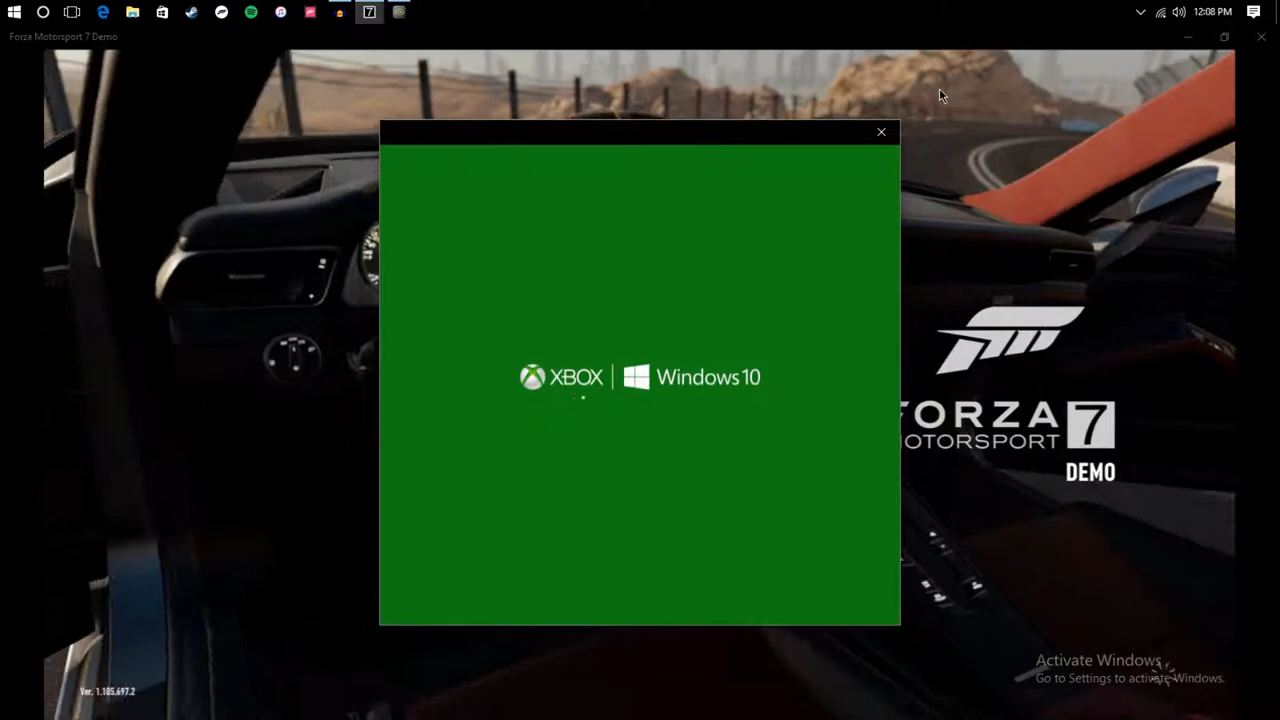 7
12:08 PM
Forza Motorsport 7 Demo
XBOX | Windows 10
FORZA 7
MOTORSPORT
DEMO
Activate Windows
Go to Settings to activate Windows.
Ver. 1.105.697.2